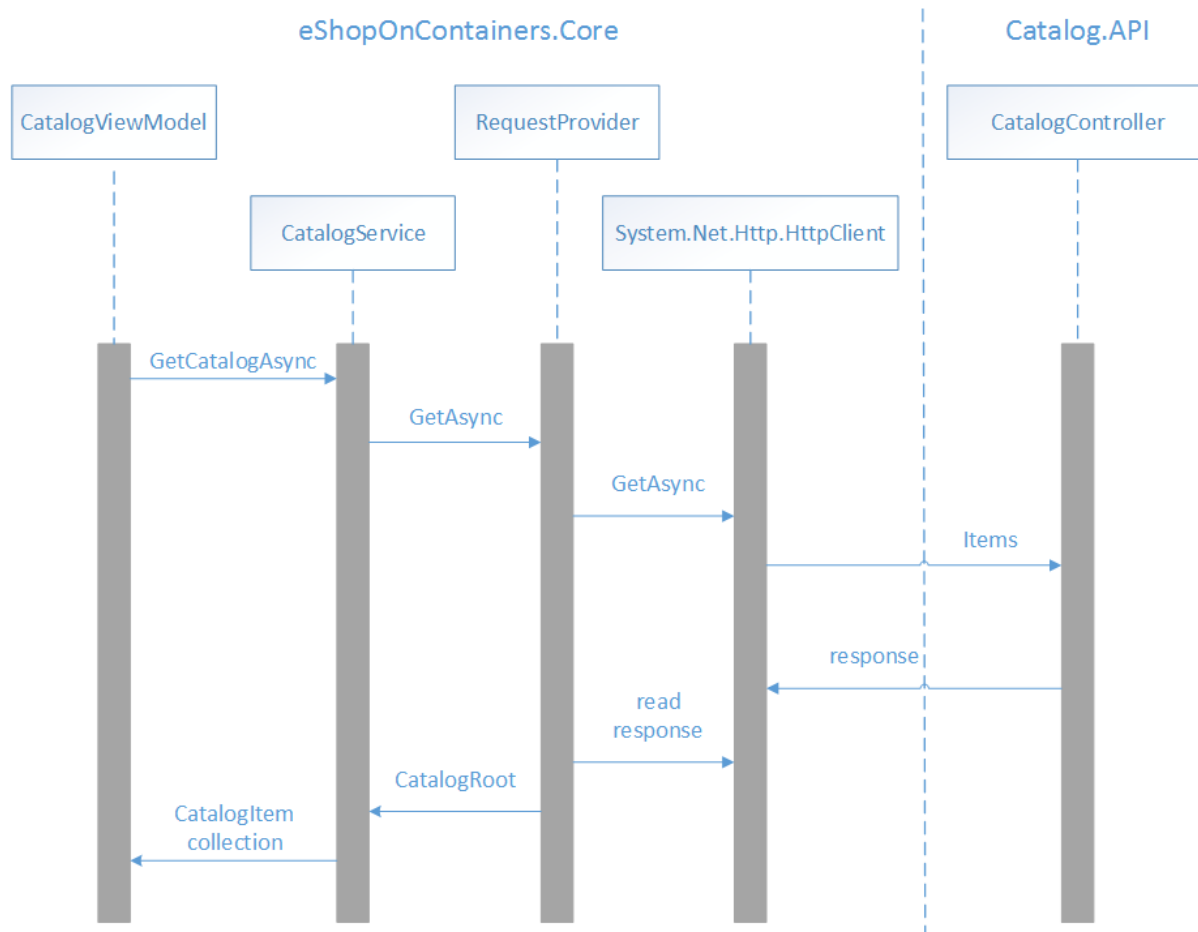 eShopOnContainers.Core
Catalog.API
CatalogViewModel
RequestProvider
CatalogController
CatalogService
System.Net.Http.HttpClient
GetCatalogAsync
GetAsync
GetAsync
Items
response
read
response
CatalogRoot
CatalogItem
collection